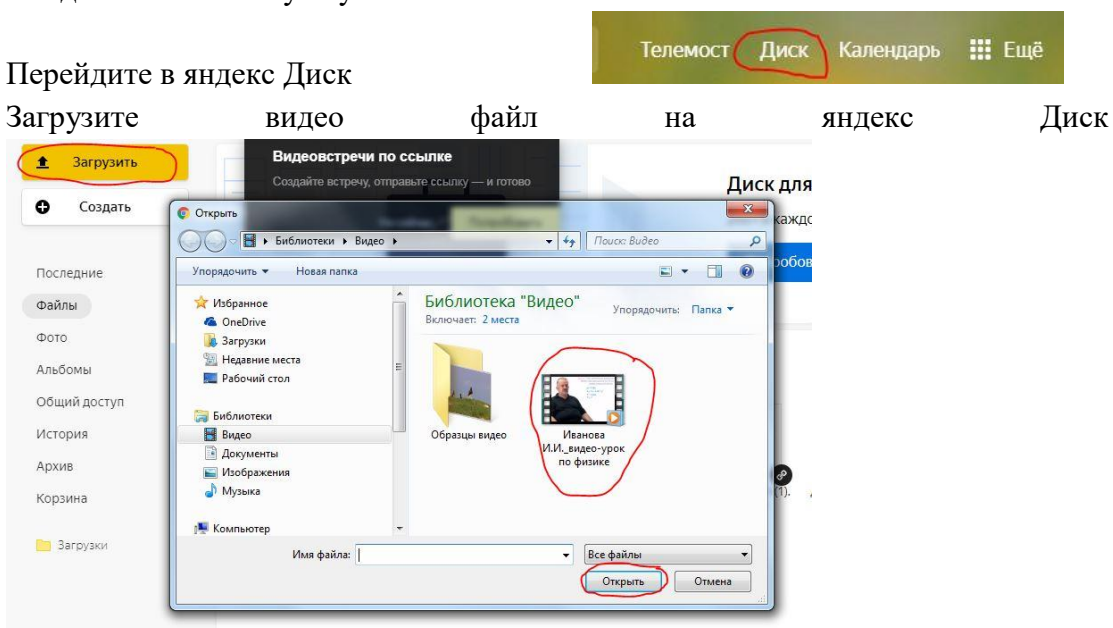 Телемост Диск Календарь Ещё
Перейдите в яндекс Диск
Загрузите видео файл на яндекс Диск
Загрузить
Создать
Последние
Файлы
Фото
Альбомы
Общий доступ
История
Архив
Корзина
Загрузки
Видеовстречи по ссылке
Создайте встречу, отправьте ссылку — и готово
Диск для
каждо
робов
Открыть
Библиотеки Видео
Поиск: Видео
Упорядочить Новая папка
Избранное
OneDrive
Загрузки
Недавние места
Рабочий стол
Библиотеки
Видео
Документы
Изображения
Музыка
Компьютер
Библиотека "Видео"
Включает: 2 места
Упорядочить: Папка
Образцы видео
Иванова
И.И._видео-урок
по физике
(1).
Имя файла:
Все файлы
Открыть Отмена